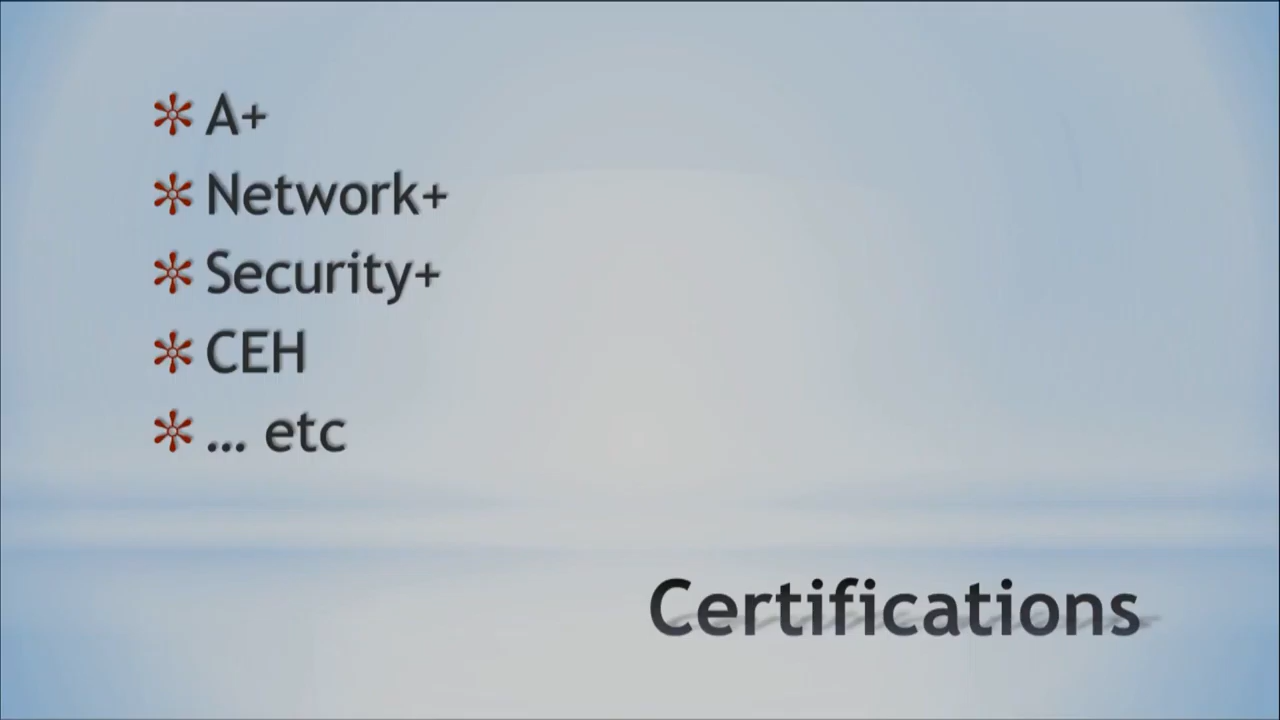 A+
Network+
Security+
CEH
... etc
Certifications